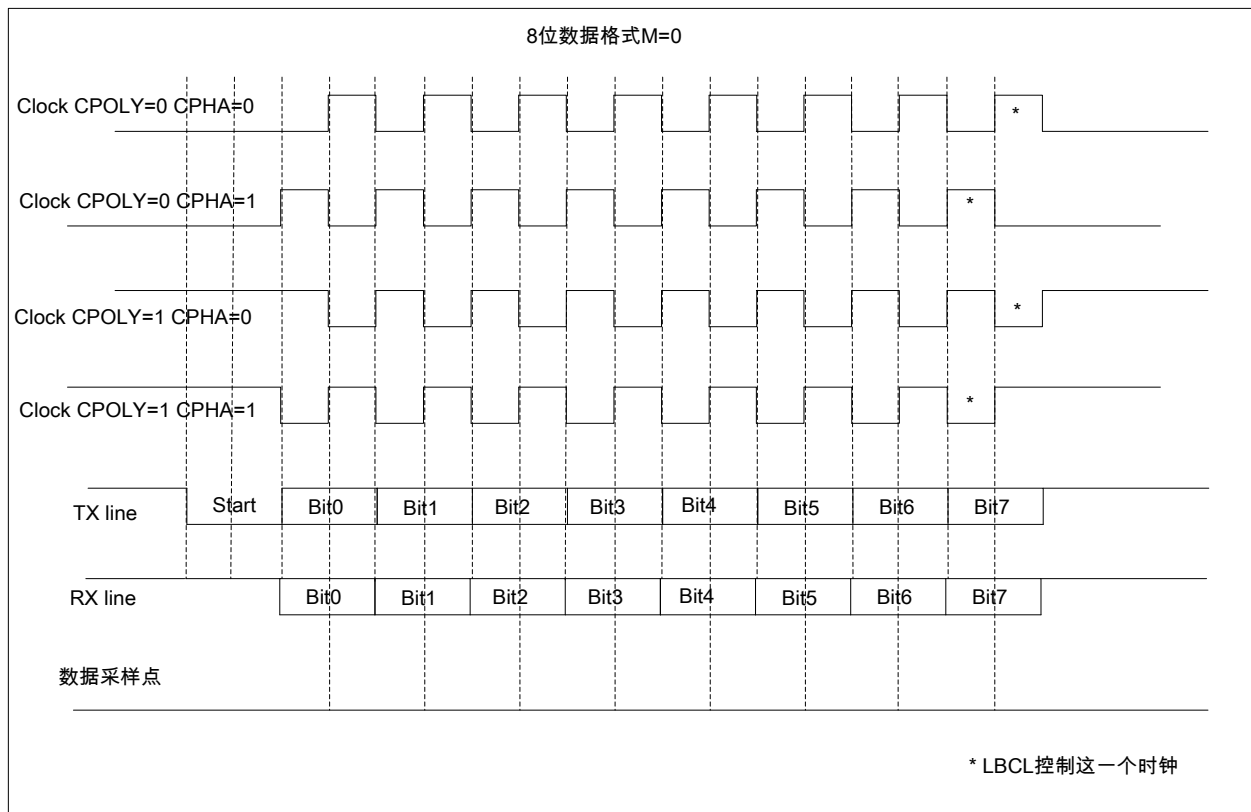 8位数据格式M=0
Clock CPOLY=0 CPHA=0
*
Clock CPOLY=0 CPHA=1
*
Clock CPOLY=1 CPHA=0
*
Clock CPOLY=1 CPHA=1
*
TX line Start Bit0 Bit1 Bit2 Bit3 Bit4 Bit5 Bit6 Bit7
RX line Bit0 Bit1 Bit2 Bit3 Bit4 Bit5 Bit6 Bit7
数据采样点
* LBCL控制这一个时钟